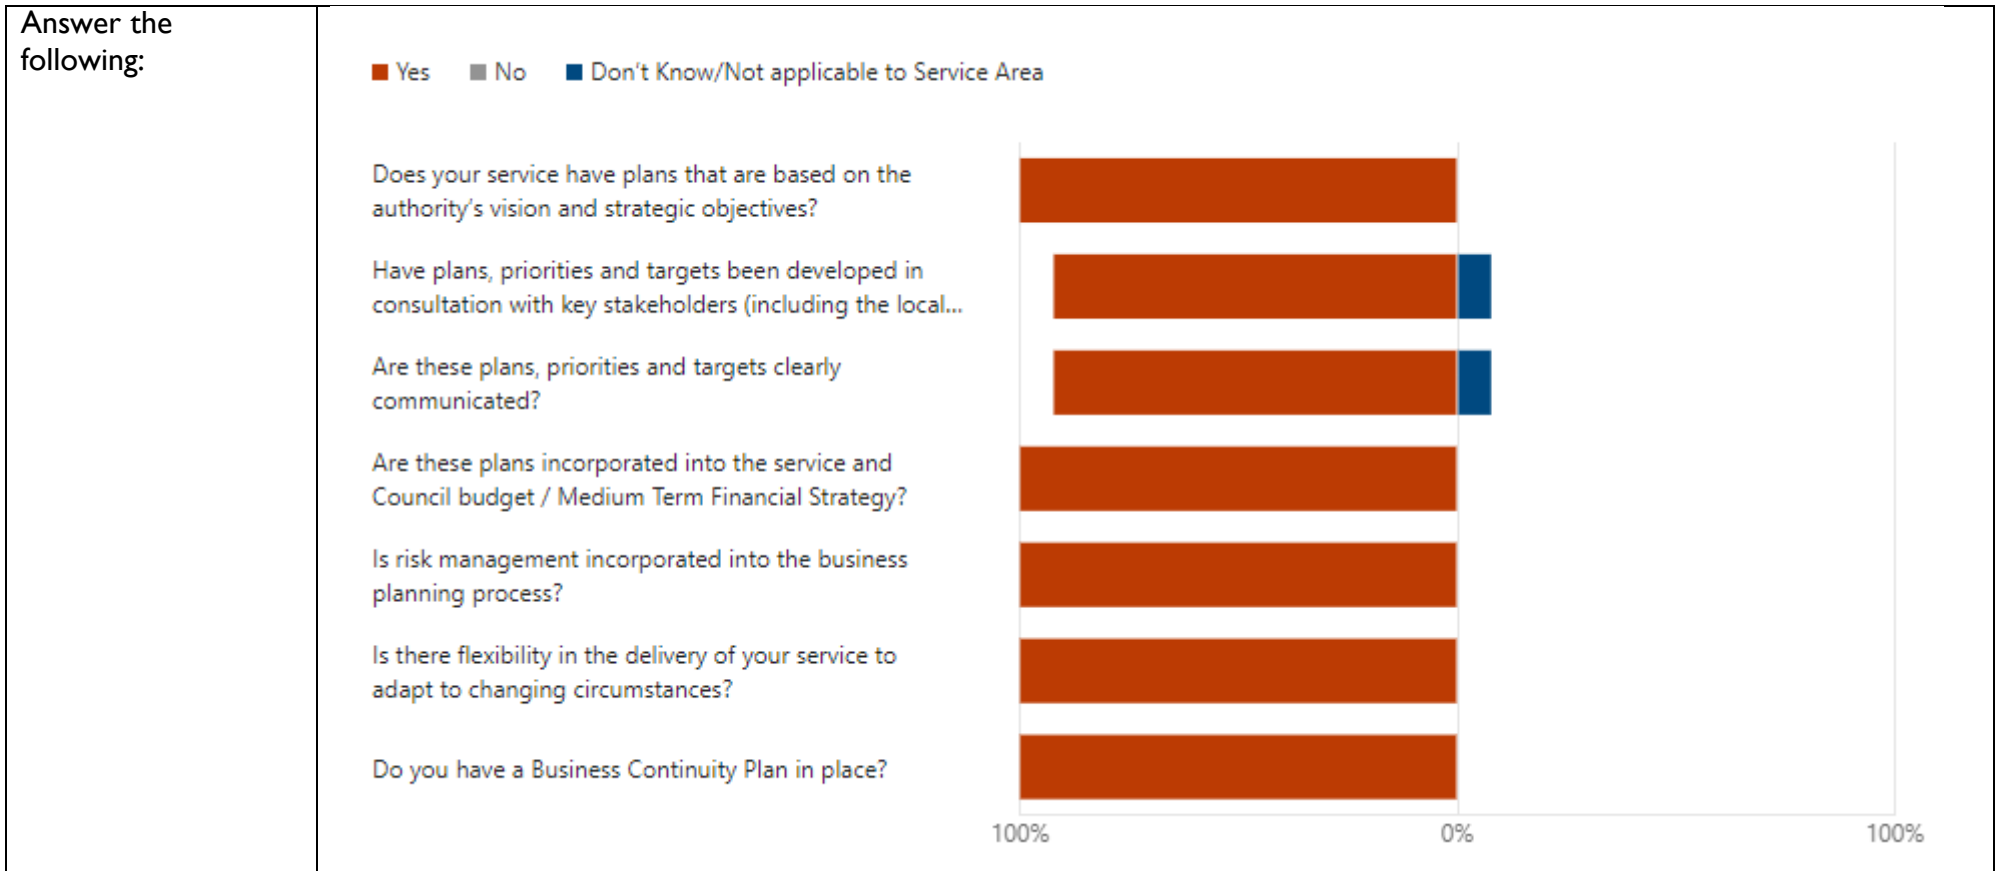 Answer the
following:
Yes No Don't Know/Not applicable to Service Area
Does your service have plans that are based on the
authority's vision and strategic objectives?
Have plans, priorities and targets been developed in
consultation with key stakeholders (including the local...
Are these plans, priorities and targets clearly
communicated?
Are these plans incorporated into the service and
Council budget / Medium Term Financial Strategy?
Is risk management incorporated into the business
planning process?
Is there flexibility in the delivery of your service to
adapt to changing circumstances?
Do you have a Business Continuity Plan in place?
100% 0% 100%